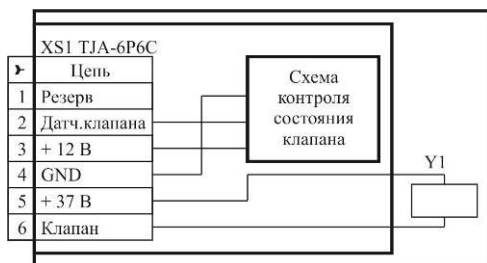 XS1 TJA-6P6C
Цепь
1 Резерв
2 Датч.клапана
3 + 12 В
4 GND
5 + 37 В
6 Клапан
Схема
контроля
состояния
клапана
Y1